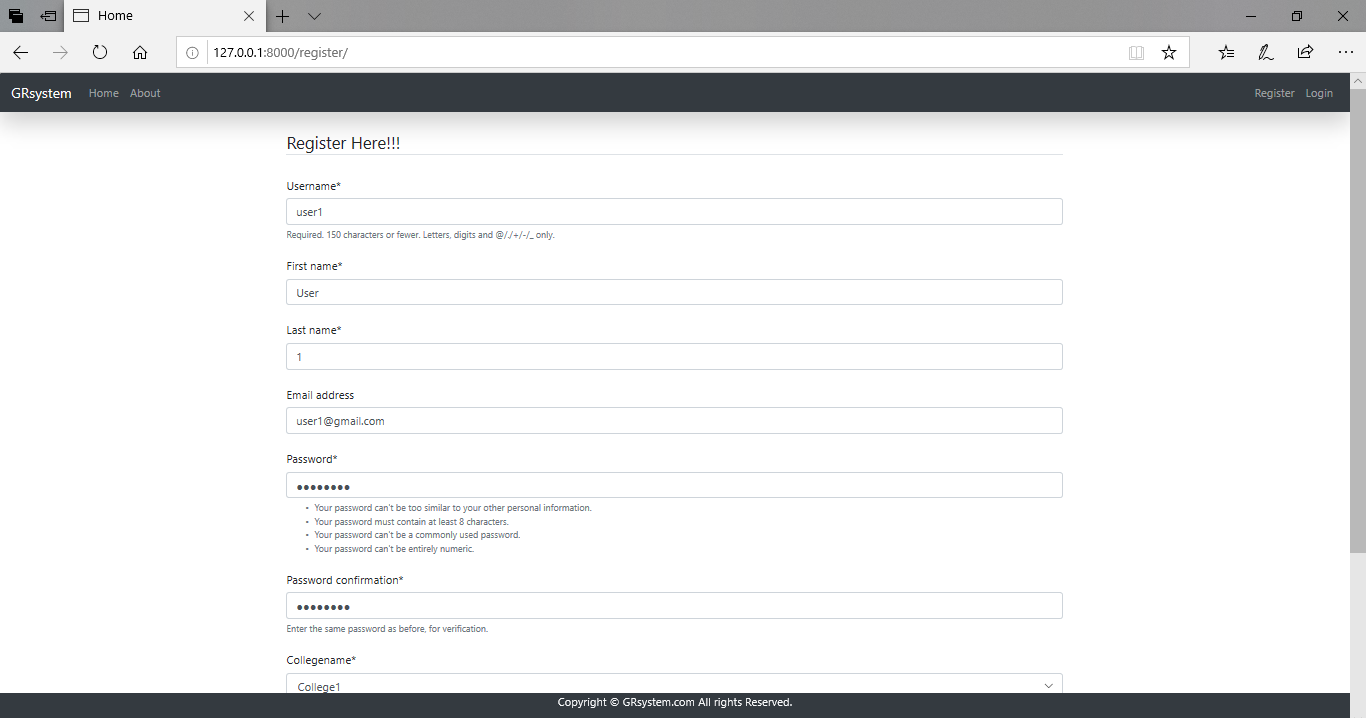 Home
127.0.0.1:8000/register/
GRsystem Home About Register Login
Register Here!!!
Username*
user1
Required. 150 characters or fewer. Letters, digits and @/./+/-/_ only.
First name*
User
Last name*
1
Email address
user1@gmail.com
Password*
●●●●●●●●
• Your password can't be too similar to your other personal information.
• Your password must contain at least 8 characters.
• Your password can't be a commonly used password.
• Your password can't be entirely numeric.
Password confirmation*
●●●●●●●●
Enter the same password as before, for verification.
Collegename*
College1
Copyright © GRsystem.com All rights Reserved.